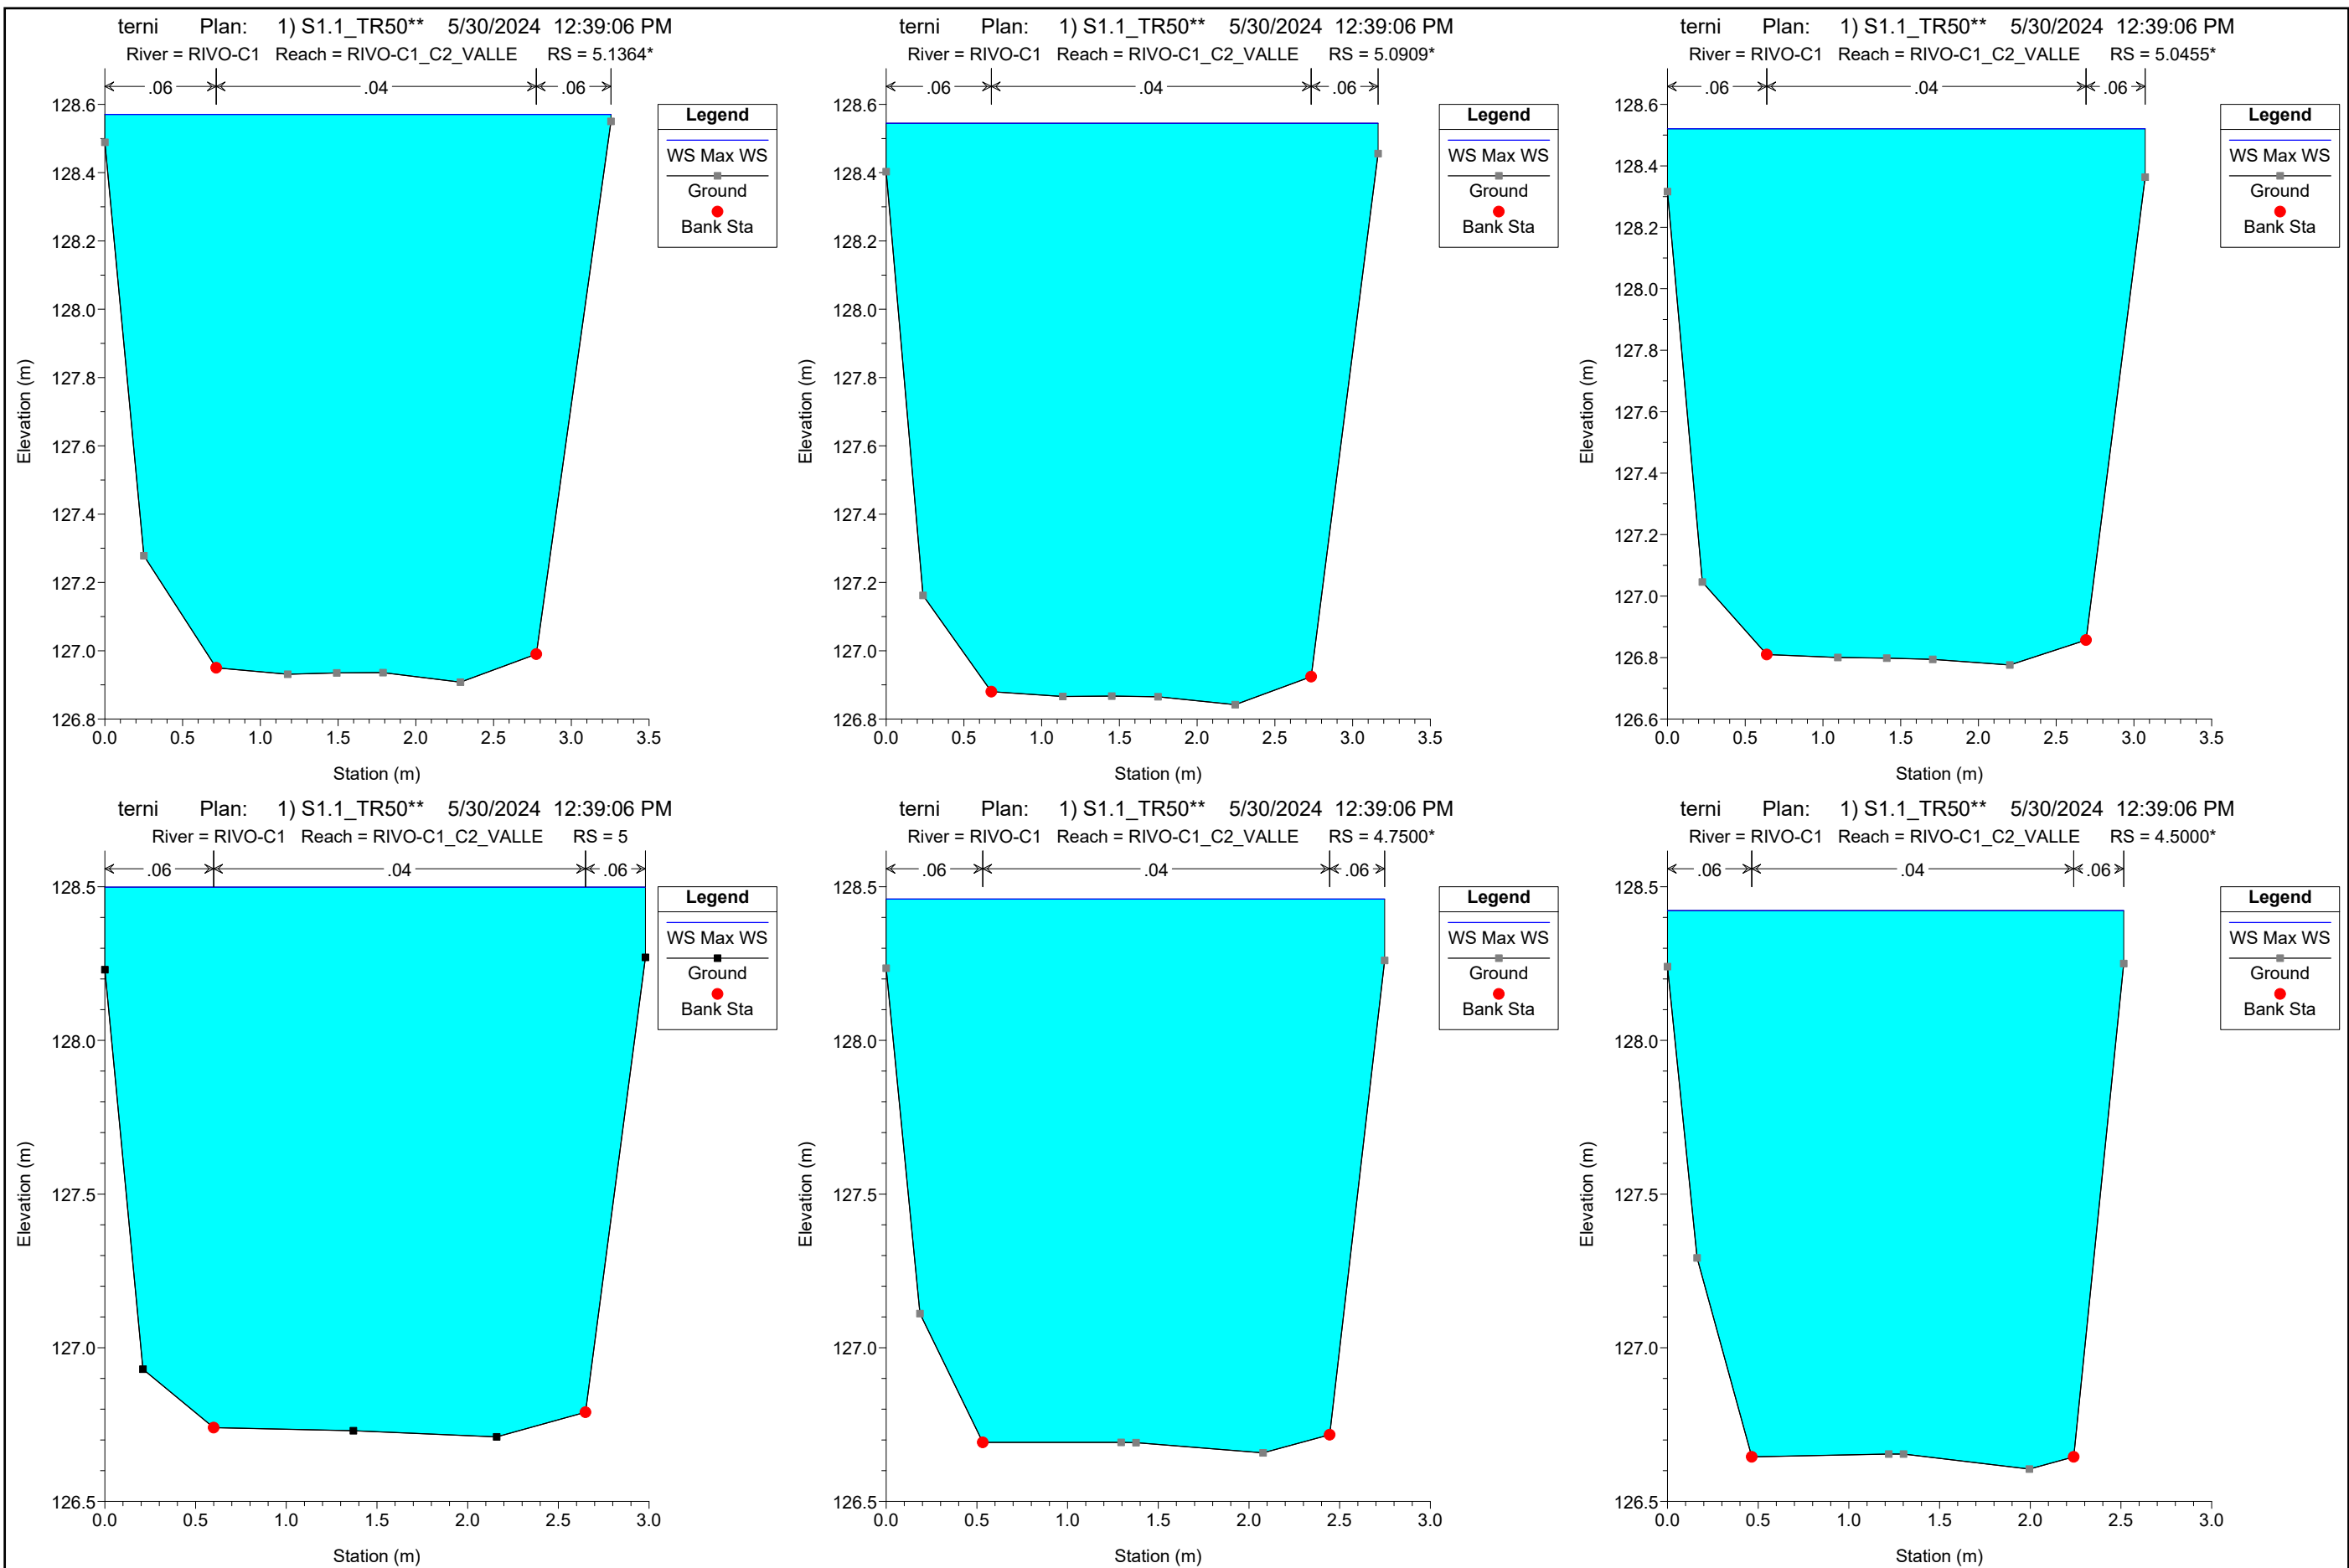 terni Plan: 1) S1.1_TR50** 5/30/2024 12:39:06 PM
River = RIVO-C1 Reach = RIVO-C1_C2_VALLE RS = 5.1364*
.06 .04 .06
Legend
WS Max WS
Ground
Bank Sta
Elevation (m)
128.6
128.4
128.2
128.0
127.8
127.6
127.4
127.2
127.0
126.8
0.0 0.5 1.0 1.5 2.0 2.5 3.0 3.5
Station (m)
terni Plan: 1) S1.1_TR50** 5/30/2024 12:39:06 PM
River = RIVO-C1 Reach = RIVO-C1_C2_VALLE RS = 5.0909*
.06 .04 .06
Legend
WS Max WS
Ground
Bank Sta
Elevation (m)
128.6
128.4
128.2
128.0
127.8
127.6
127.4
127.2
127.0
126.8
0.0 0.5 1.0 1.5 2.0 2.5 3.0 3.5
Station (m)
terni Plan: 1) S1.1_TR50** 5/30/2024 12:39:06 PM
River = RIVO-C1 Reach = RIVO-C1_C2_VALLE RS = 5.0455*
.06 .04 .06
Legend
WS Max WS
Ground
Bank Sta
Elevation (m)
128.6
128.4
128.2
128.0
127.8
127.6
127.4
127.2
127.0
126.8
126.6
0.0 0.5 1.0 1.5 2.0 2.5 3.0 3.5
Station (m)
terni Plan: 1) S1.1_TR50** 5/30/2024 12:39:06 PM
River = RIVO-C1 Reach = RIVO-C1_C2_VALLE RS = 5
.06 .04 .06
Legend
WS Max WS
Ground
Bank Sta
Elevation (m)
128.5
128.0
127.5
127.0
126.5
0.0 0.5 1.0 1.5 2.0 2.5 3.0
Station (m)
terni Plan: 1) S1.1_TR50** 5/30/2024 12:39:06 PM
River = RIVO-C1 Reach = RIVO-C1_C2_VALLE RS = 4.7500*
.06 .04 .06
Legend
WS Max WS
Ground
Bank Sta
Elevation (m)
128.5
128.0
127.5
127.0
126.5
0.0 0.5 1.0 1.5 2.0 2.5 3.0
Station (m)
terni Plan: 1) S1.1_TR50** 5/30/2024 12:39:06 PM
River = RIVO-C1 Reach = RIVO-C1_C2_VALLE RS = 4.5000*
.06 .04 .06
Legend
WS Max WS
Ground
Bank Sta
Elevation (m)
128.5
128.0
127.5
127.0
126.5
0.0 0.5 1.0 1.5 2.0 2.5 3.0
Station (m)